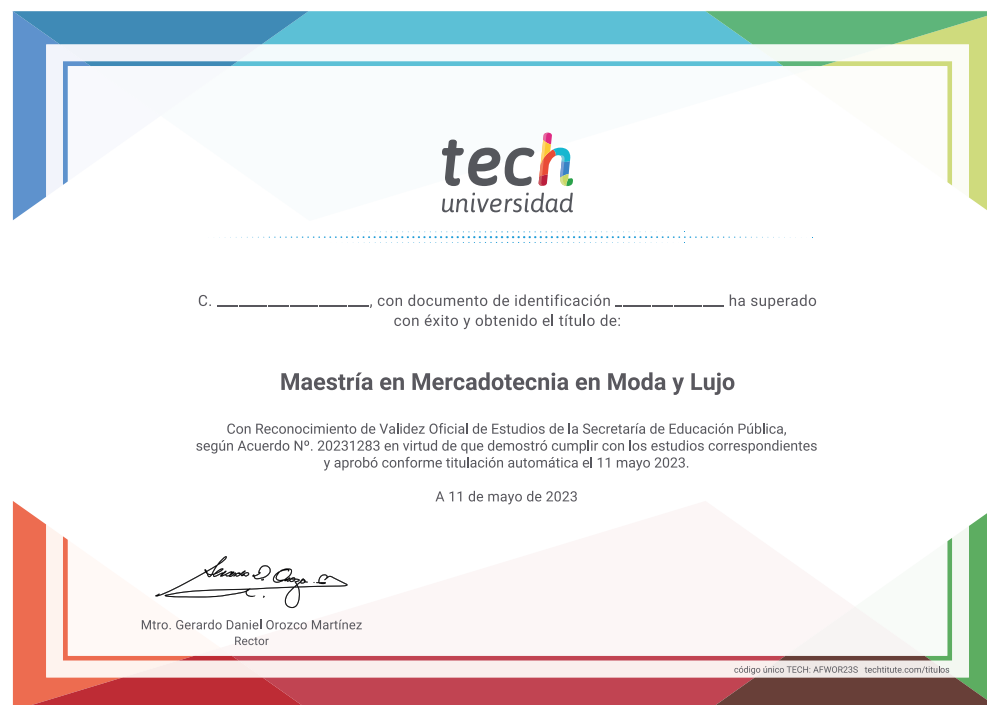 tech
universidad
C. __________________, con documento de identificación _____________ ha superado
con éxito y obtenido el título de:
Maestría en Mercadotecnia en Moda y Lujo
Con Reconocimiento de Validez Oficial de Estudios de la Secretaría de Educación Pública,
según Acuerdo Nº. 20231283 en virtud de que demostró cumplir con los estudios correspondientes
y aprobó conforme titulación automática el 11 mayo 2023.
A 11 de mayo de 2023
Mtro. Gerardo Daniel Orozco Martínez
Rector
código único TECH: AFWOR23S techtitute.com/titulos